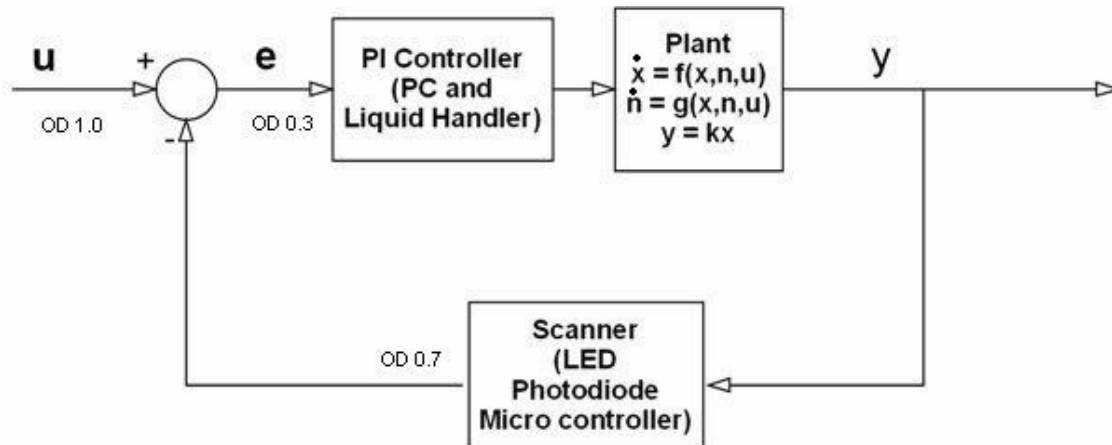 u
+
-
OD 1.0
e
OD 0.3
PI Controller
(PC and
Liquid Handler)
Plant
ẋ = f(x,n,u)
ṅ = g(x,n,u)
y = kx
y
OD 0.7
Scanner
(LED
Photodiode
Micro controller)